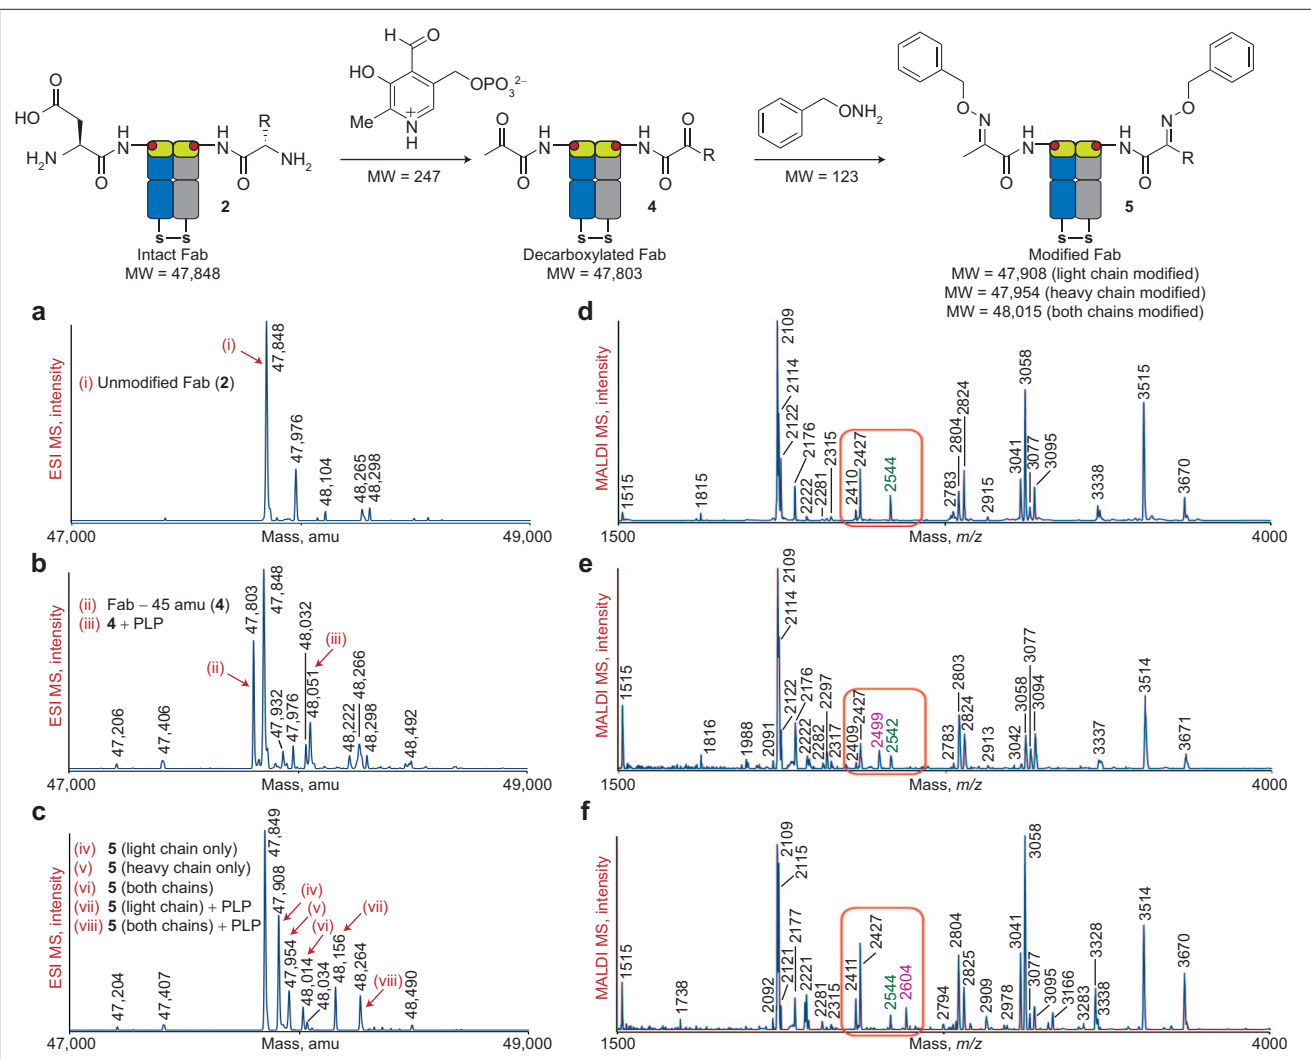 H
O
HO
OPO₃²⁻
Me
N
H
+
MW = 247
O
HO
H₂N
O
H
N
H
N
O
R
NH₂
2
S–S
Intact Fab
MW = 47,848
O
O
H
N
H
N
O
O
R
4
S–S
Decarboxylated Fab
MW = 47,803
ONH₂
MW = 123
O
N
O
H
N
H
N
O
N
O
R
5
S–S
Modified Fab
MW = 47,908 (light chain modified)
MW = 47,954 (heavy chain modified)
MW = 48,015 (both chains modified)
a
ESI MS, intensity
(i) Unmodified Fab (2)
(i)
47,848
47,976
48,104
48,265
48,298
47,000
Mass, amu
49,000
b
ESI MS, intensity
(ii) Fab – 45 amu (4)
(iii) 4 + PLP
(ii)
(iii)
47,206
47,406
47,803
47,848
47,932
47,976
48,032
48,051
48,222
48,266
48,298
48,492
47,000
Mass, amu
49,000
c
ESI MS, intensity
(iv) 5 (light chain only)
(v) 5 (heavy chain only)
(vi) 5 (both chains)
(vii) 5 (light chain) + PLP
(viii) 5 (both chains) + PLP
(iv)
(v)
(vi)
(vii)
(viii)
47,204
47,407
47,849
47,908
47,954
48,014
48,034
48,156
48,264
48,490
47,000
Mass, amu
49,000
d
MALDI MS, intensity
1515
1815
2109
2114
2122
2176
2222
2281
2315
2410
2427
2544
2783
2804
2824
2915
3041
3058
3077
3095
3338
3515
3670
1500
Mass, m/z
4000
e
MALDI MS, intensity
1515
1816
1988
2091
2109
2114
2122
2176
2222
2282
2297
2317
2409
2427
2499
2542
2783
2803
2824
2913
3042
3058
3077
3094
3337
3514
3671
1500
Mass, m/z
4000
f
MALDI MS, intensity
1515
1738
2092
2109
2115
2121
2177
2221
2281
2315
2411
2427
2544
2604
2794
2804
2825
2909
2978
3041
3058
3077
3095
3166
3283
3328
3338
3514
3670
1500
Mass, m/z
4000